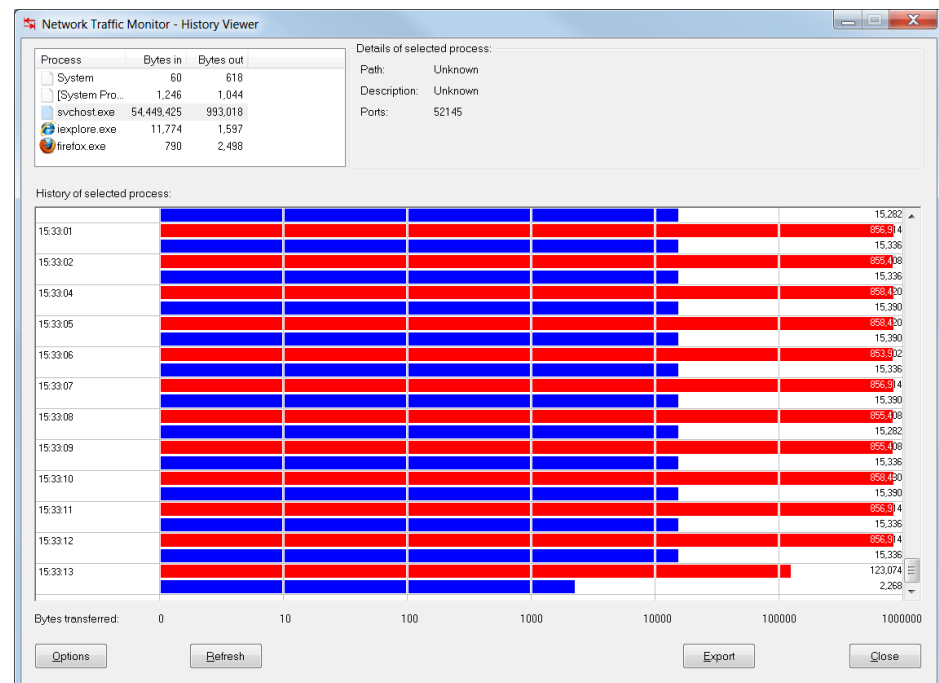 Network Traffic Monitor - History Viewer
Process Bytes in Bytes out
System 60 618
[System Pro... 1,246 1,044
svchost.exe 54,449,425 993,018
iexplore.exe 11,774 1,597
firefox.exe 790 2,498
Details of selected process:
Path: Unknown
Description: Unknown
Ports: 52145
History of selected process:
15,282
15:33:01 856,914
15,336
15:33:02 855,408
15,336
15:33:04 858,420
15,390
15:33:05 858,420
15,390
15:33:06 853,902
15,336
15:33:07 856,914
15,390
15:33:08 855,408
15,282
15:33:09 855,408
15,336
15:33:10
15,390
15:33:11 856,914
15,336
15:33:12 856,914
15,336
15:33:13 123,074
2,268
Bytes transferred: 0 10 100 1000 10000 100000 1000000
Options Refresh Export Close